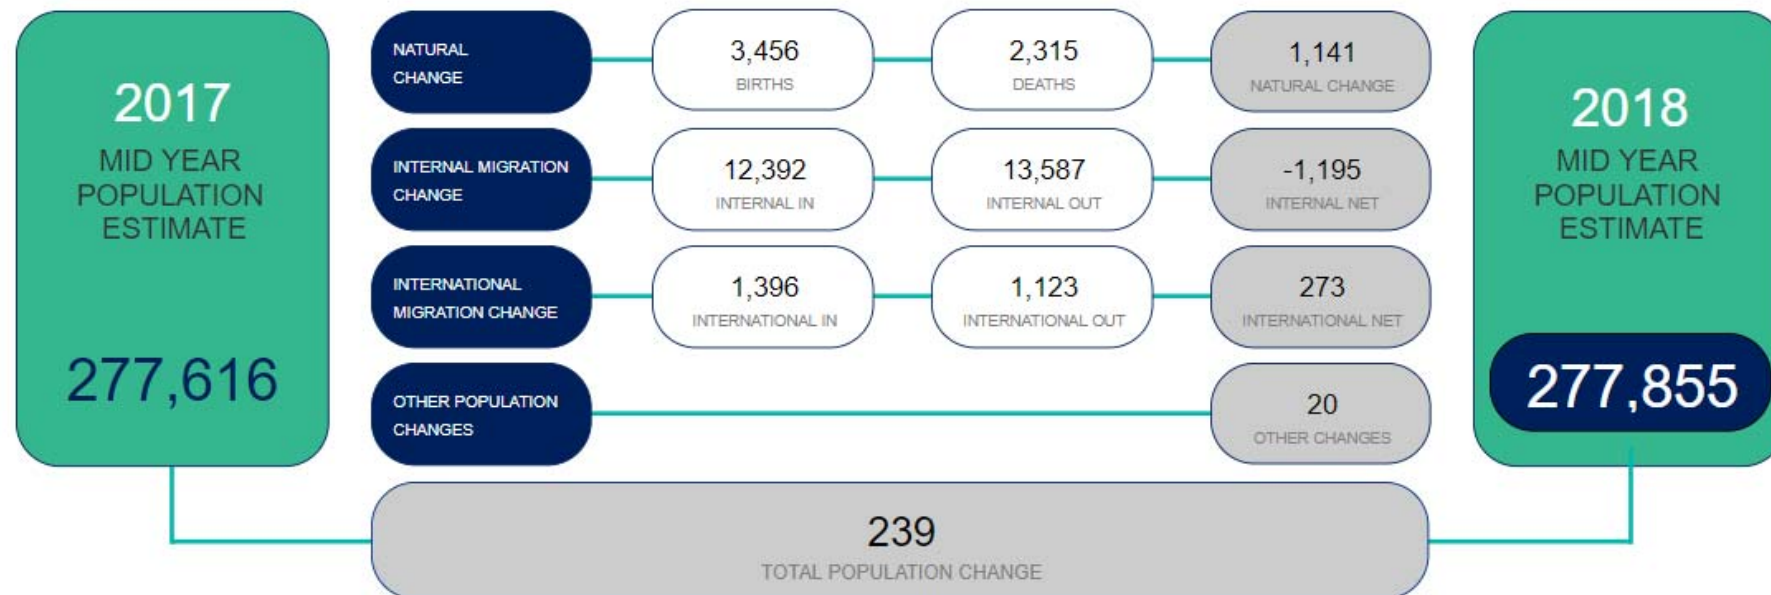 2017
MID YEAR
POPULATION
ESTIMATE
277,616
NATURAL
CHANGE
3,456
BIRTHS
2,315
DEATHS
1,141
NATURAL CHANGE
INTERNAL MIGRATION
CHANGE
12,392
INTERNAL IN
13,587
INTERNAL OUT
-1,195
INTERNAL NET
INTERNATIONAL
MIGRATION CHANGE
1,396
INTERNATIONAL IN
1,123
INTERNATIONAL OUT
273
INTERNATIONAL NET
OTHER POPULATION
CHANGES
20
OTHER CHANGES
239
TOTAL POPULATION CHANGE
2018
MID YEAR
POPULATION
ESTIMATE
277,855